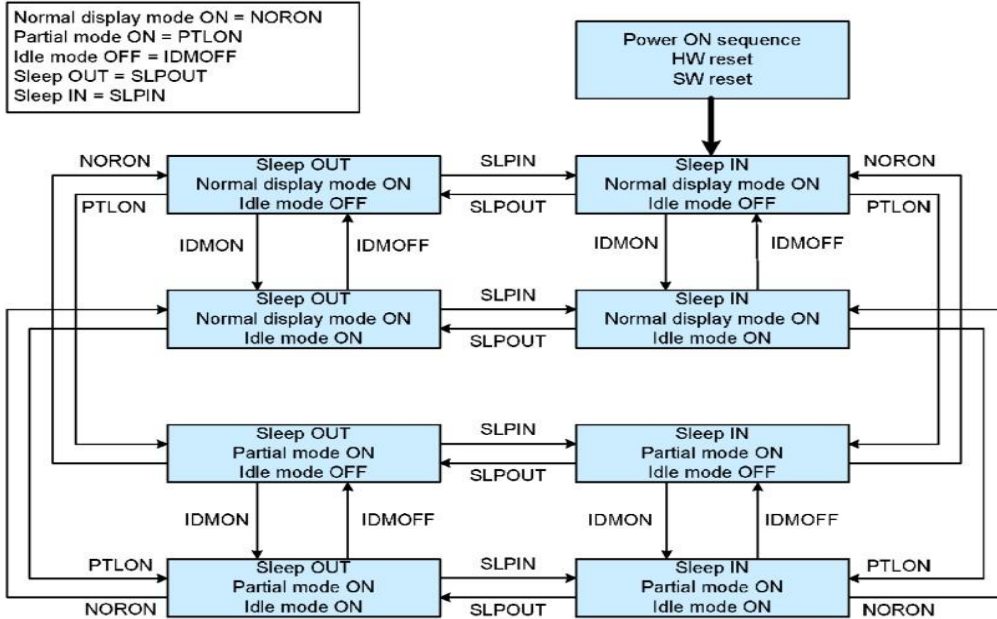 Normal display mode ON = NORON
Partial mode ON = PTLON
Idle mode OFF = IDMOFF
Sleep OUT = SLPOUT
Sleep IN = SLPIN
Power ON sequence
HW reset
SW reset
NORON
Sleep OUT
Normal display mode ON
Idle mode OFF
SLPIN
SLPOUT
Sleep IN
Normal display mode ON
Idle mode OFF
NORON
PTLON
PTLON
IDMON
IDMOFF
IDMON
IDMOFF
Sleep OUT
Normal display mode ON
Idle mode ON
SLPIN
SLPOUT
Sleep IN
Normal display mode ON
Idle mode ON
Sleep OUT
Partial mode ON
Idle mode OFF
SLPIN
SLPOUT
Sleep IN
Partial mode ON
Idle mode OFF
IDMON
IDMOFF
IDMON
IDMOFF
PTLON
NORON
Sleep OUT
Partial mode ON
Idle mode ON
SLPIN
SLPOUT
Sleep IN
Partial mode ON
Idle mode ON
PTLON
NORON